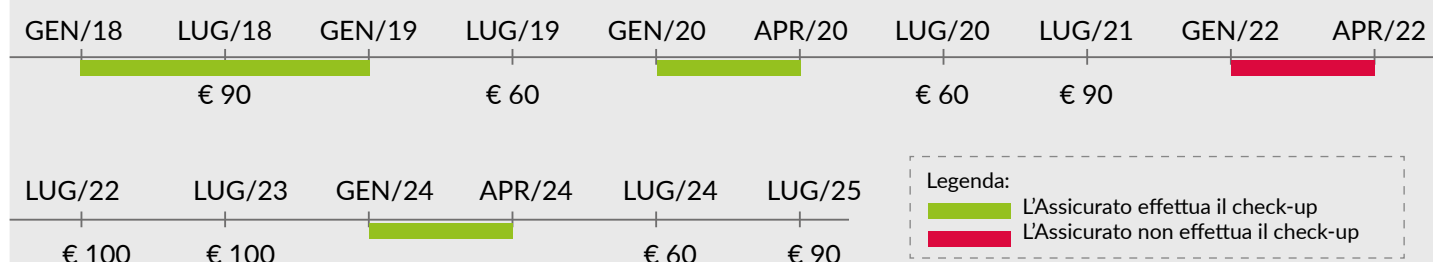 GEN/18 LUG/18 GEN/19 LUG/19 GEN/20 APR/20 LUG/20 LUG/21 GEN/22 APR/22
€ 90 € 60 € 60 € 90
LUG/22 LUG/23 GEN/24 APR/24 LUG/24 LUG/25
€ 100 € 100 € 60 € 90
Legenda:
L'Assicurato effettua il check-up
L'Assicurato non effettua il check-up